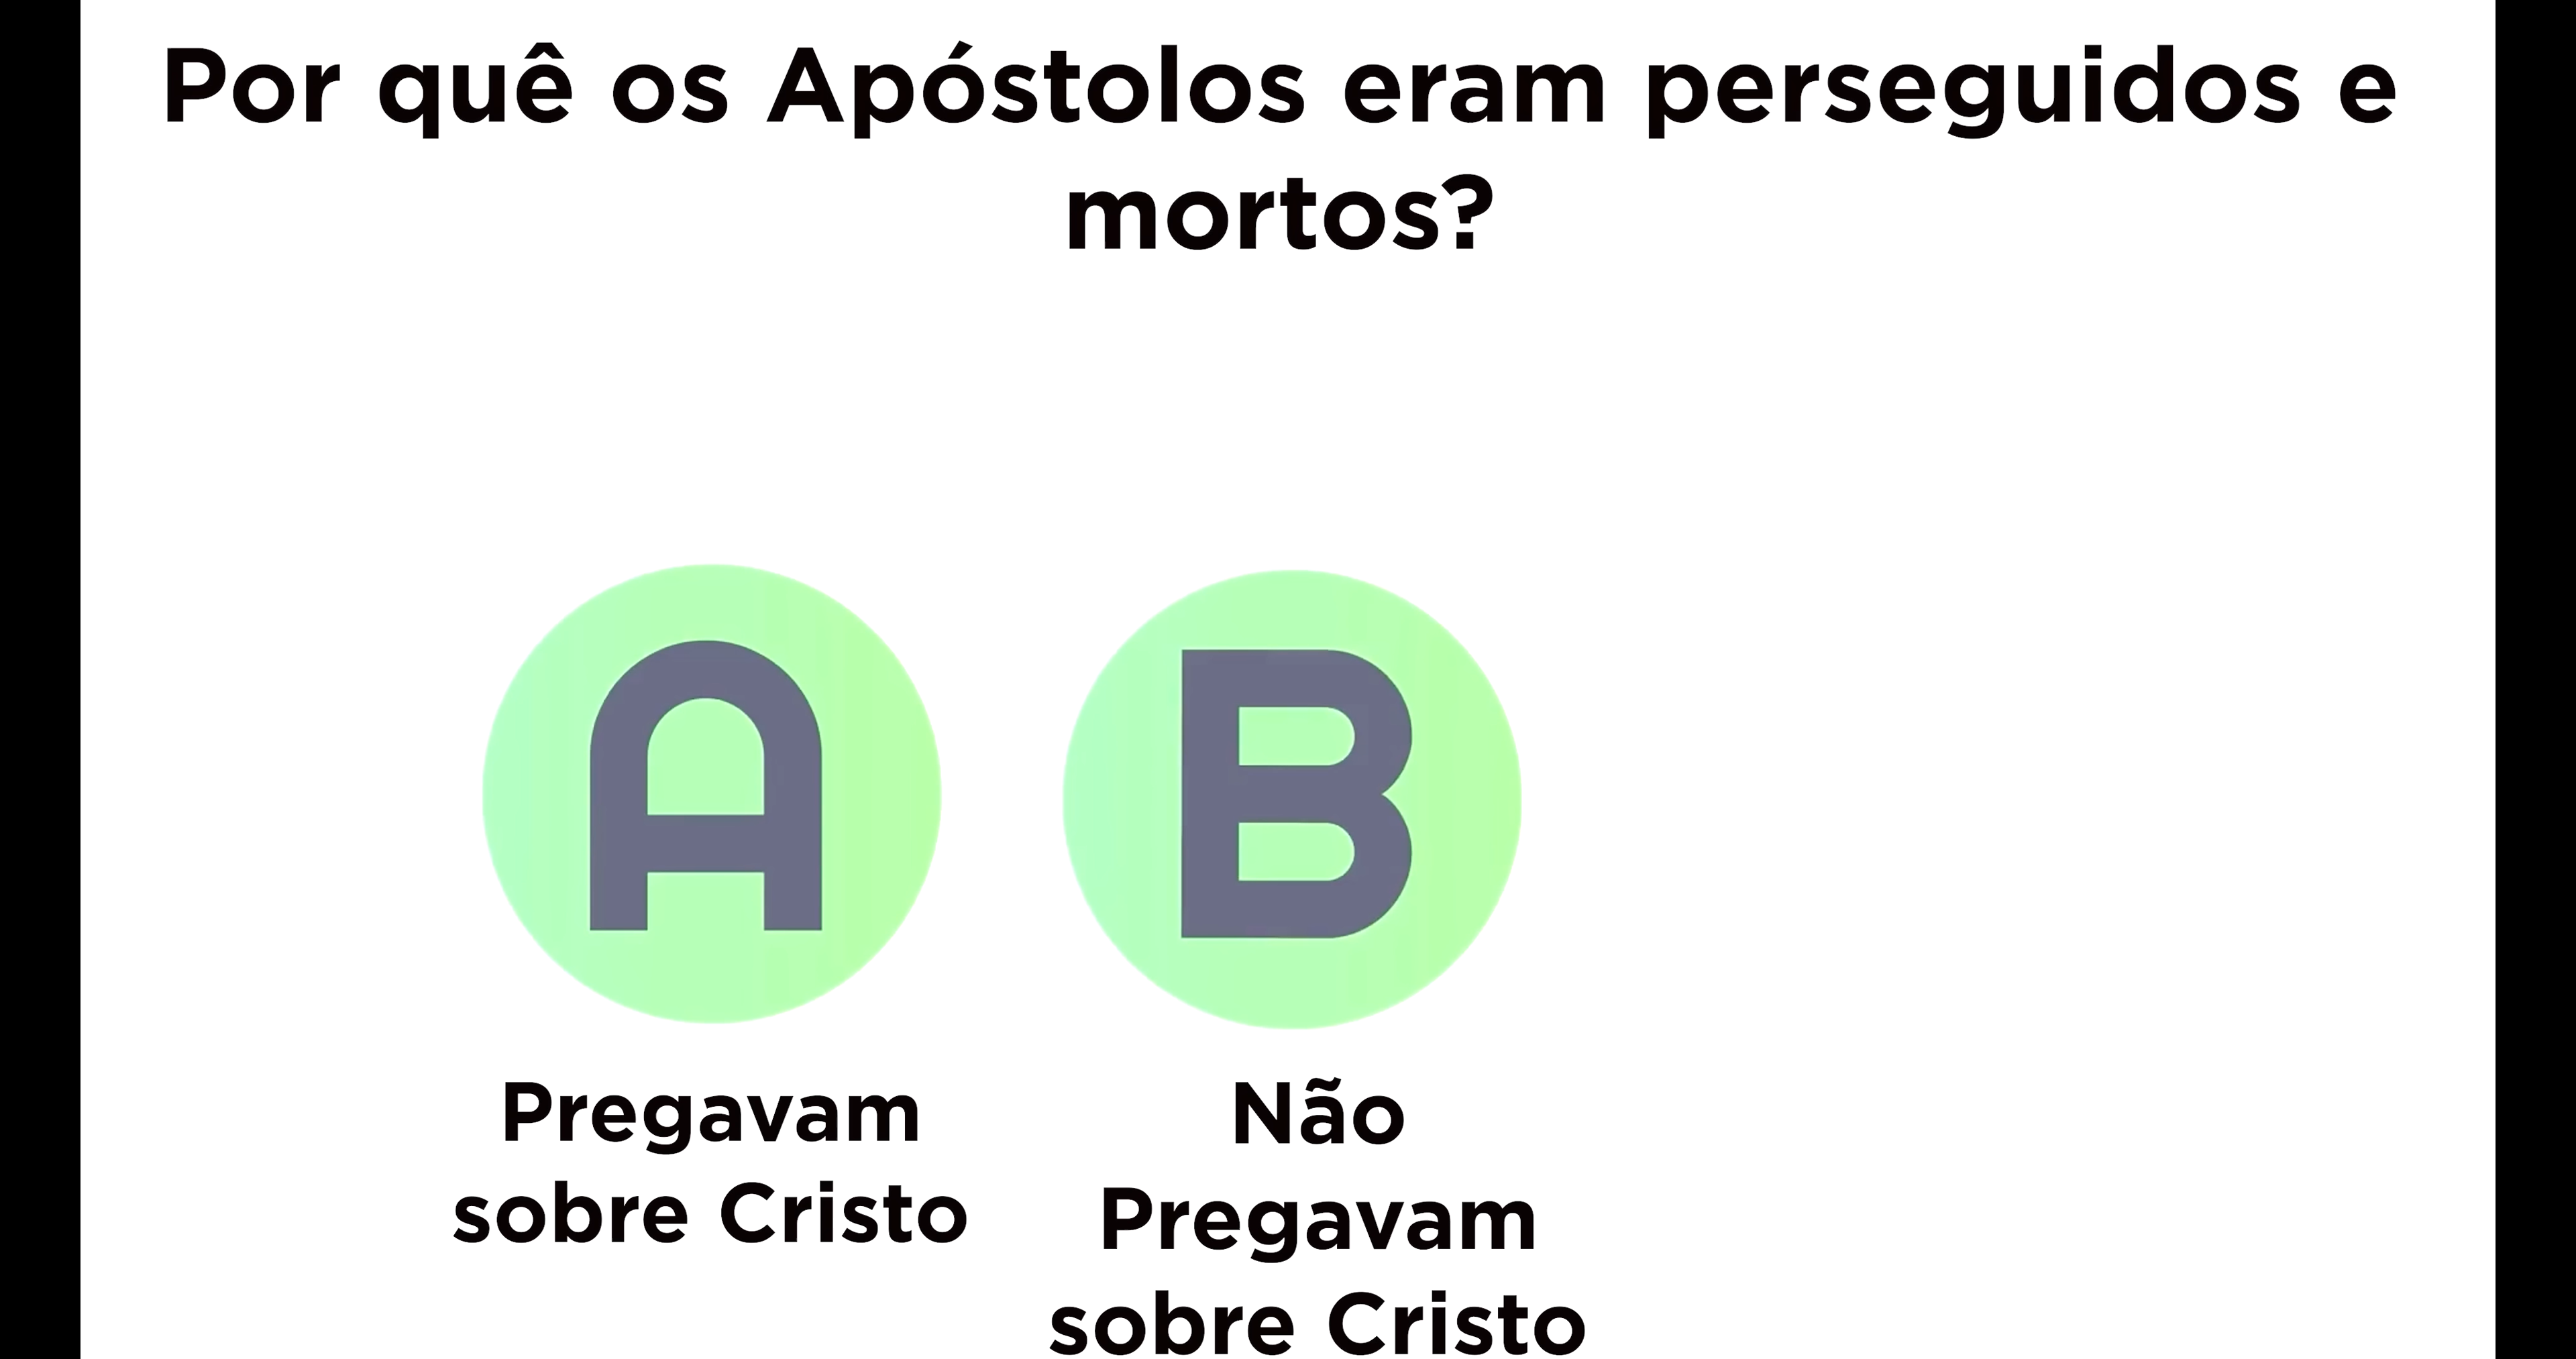 Por quê os Apóstolos eram perseguidos e
mortos?
A
Pregavam
sobre Cristo
B
Não
Pregavam
sobre Cristo